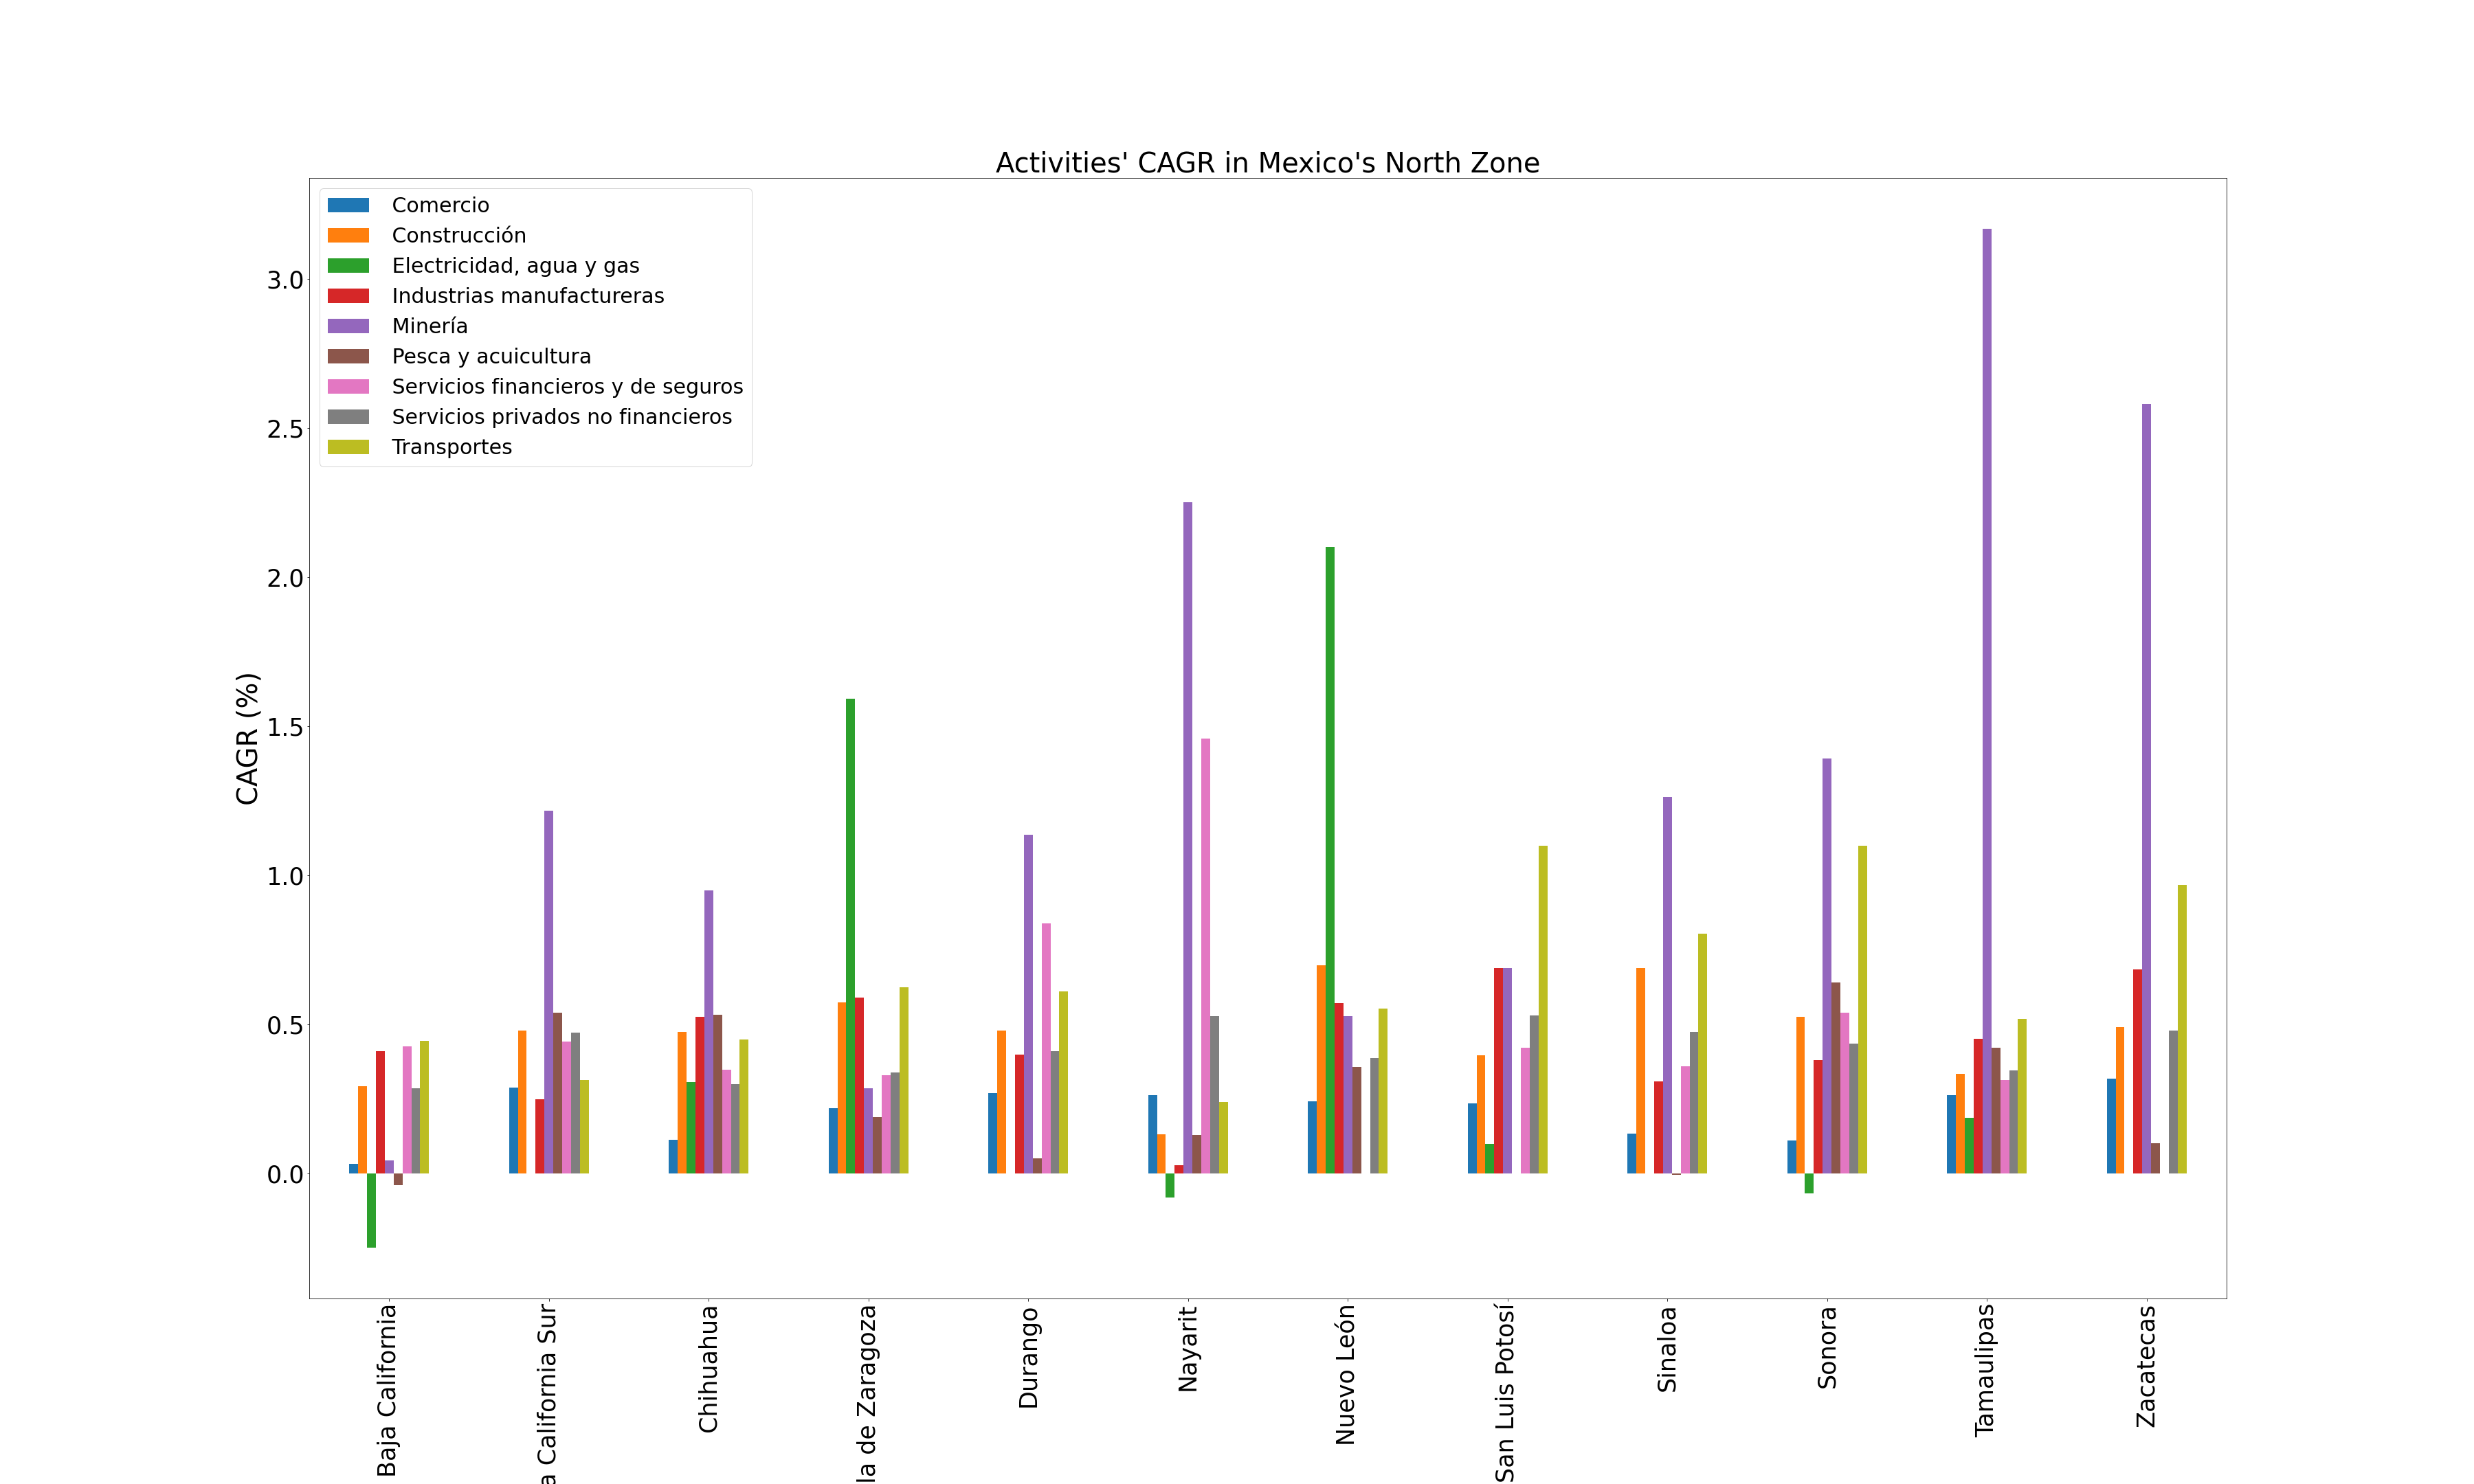 Activities' CAGR in Mexico's North Zone
Comercio
Construcción
Electricidad, agua y gas
Industrias manufactureras
Minería
Pesca y acuicultura
Servicios financieros y de seguros
Servicios privados no financieros
Transportes
CAGR (%)
3.0
2.5
2.0
1.5
1.0
0.5
0.0
Baja California
a California Sur
Chihuahua
la de Zaragoza
Durango
Nayarit
Nuevo León
San Luis Potosí
Sinaloa
Sonora
Tamaulipas
Zacatecas